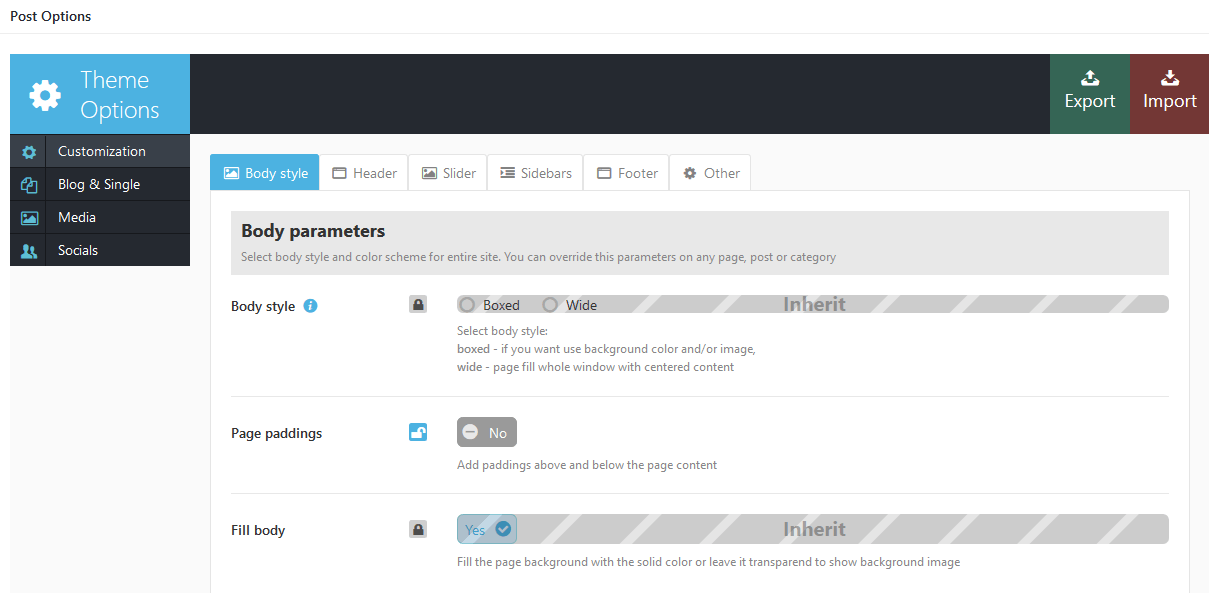 Post Options
Theme
Options
Export
Import
Customization
Blog & Single
Media
Socials
Body style
Header
Slider
Sidebars
Footer
Other
Body parameters
Select body style and color scheme for entire site. You can override this parameters on any page, post or category
Body style
Boxed
Wide
Inherit
Select body style:
boxed - if you want use background color and/or image,
wide - page fill whole window with centered content
Page paddings
No
Add paddings above and below the page content
Fill body
Yes
Inherit
Fill the page background with the solid color or leave it transparend to show background image